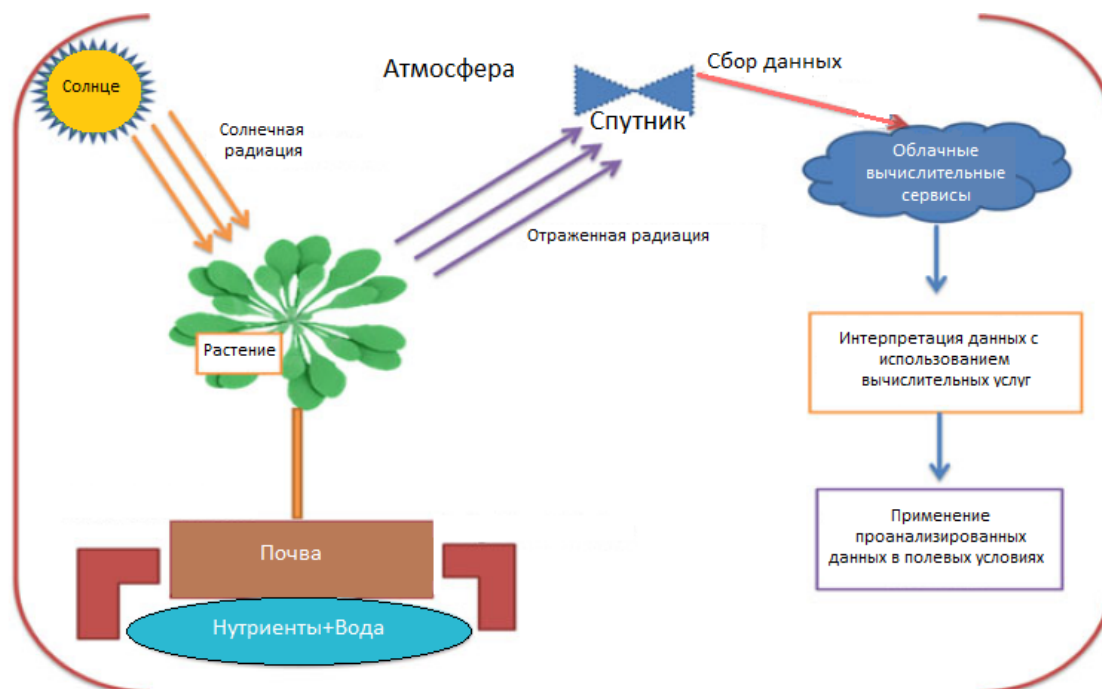 Солнце
Атмосфера
Сбор данных
Солнечная
радиация
Спутник
Облачные
вычислительные
сервисы
Отраженная радиация
Растение
Интерпретация данных с
использованием
вычислительных услуг
Почва
Применение
проанализированных
данных в полевых условиях
Нутриенты+Вода